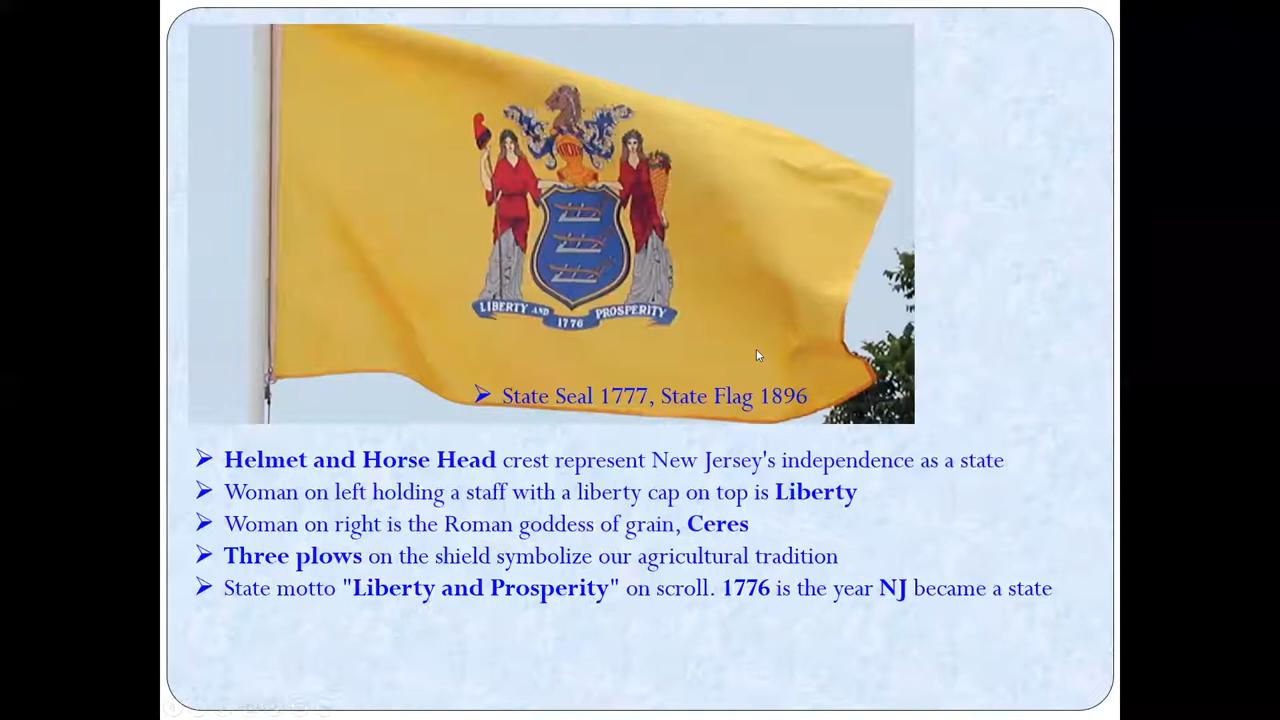 LIBERTY AND PROSPERITY
1776
State Seal 1777, State Flag 1896
Helmet and Horse Head crest represent New Jersey's independence as a state
Woman on left holding a staff with a liberty cap on top is Liberty
Woman on right is the Roman goddess of grain, Ceres
Three plows on the shield symbolize our agricultural tradition
State motto "Liberty and Prosperity" on scroll. 1776 is the year NJ became a state